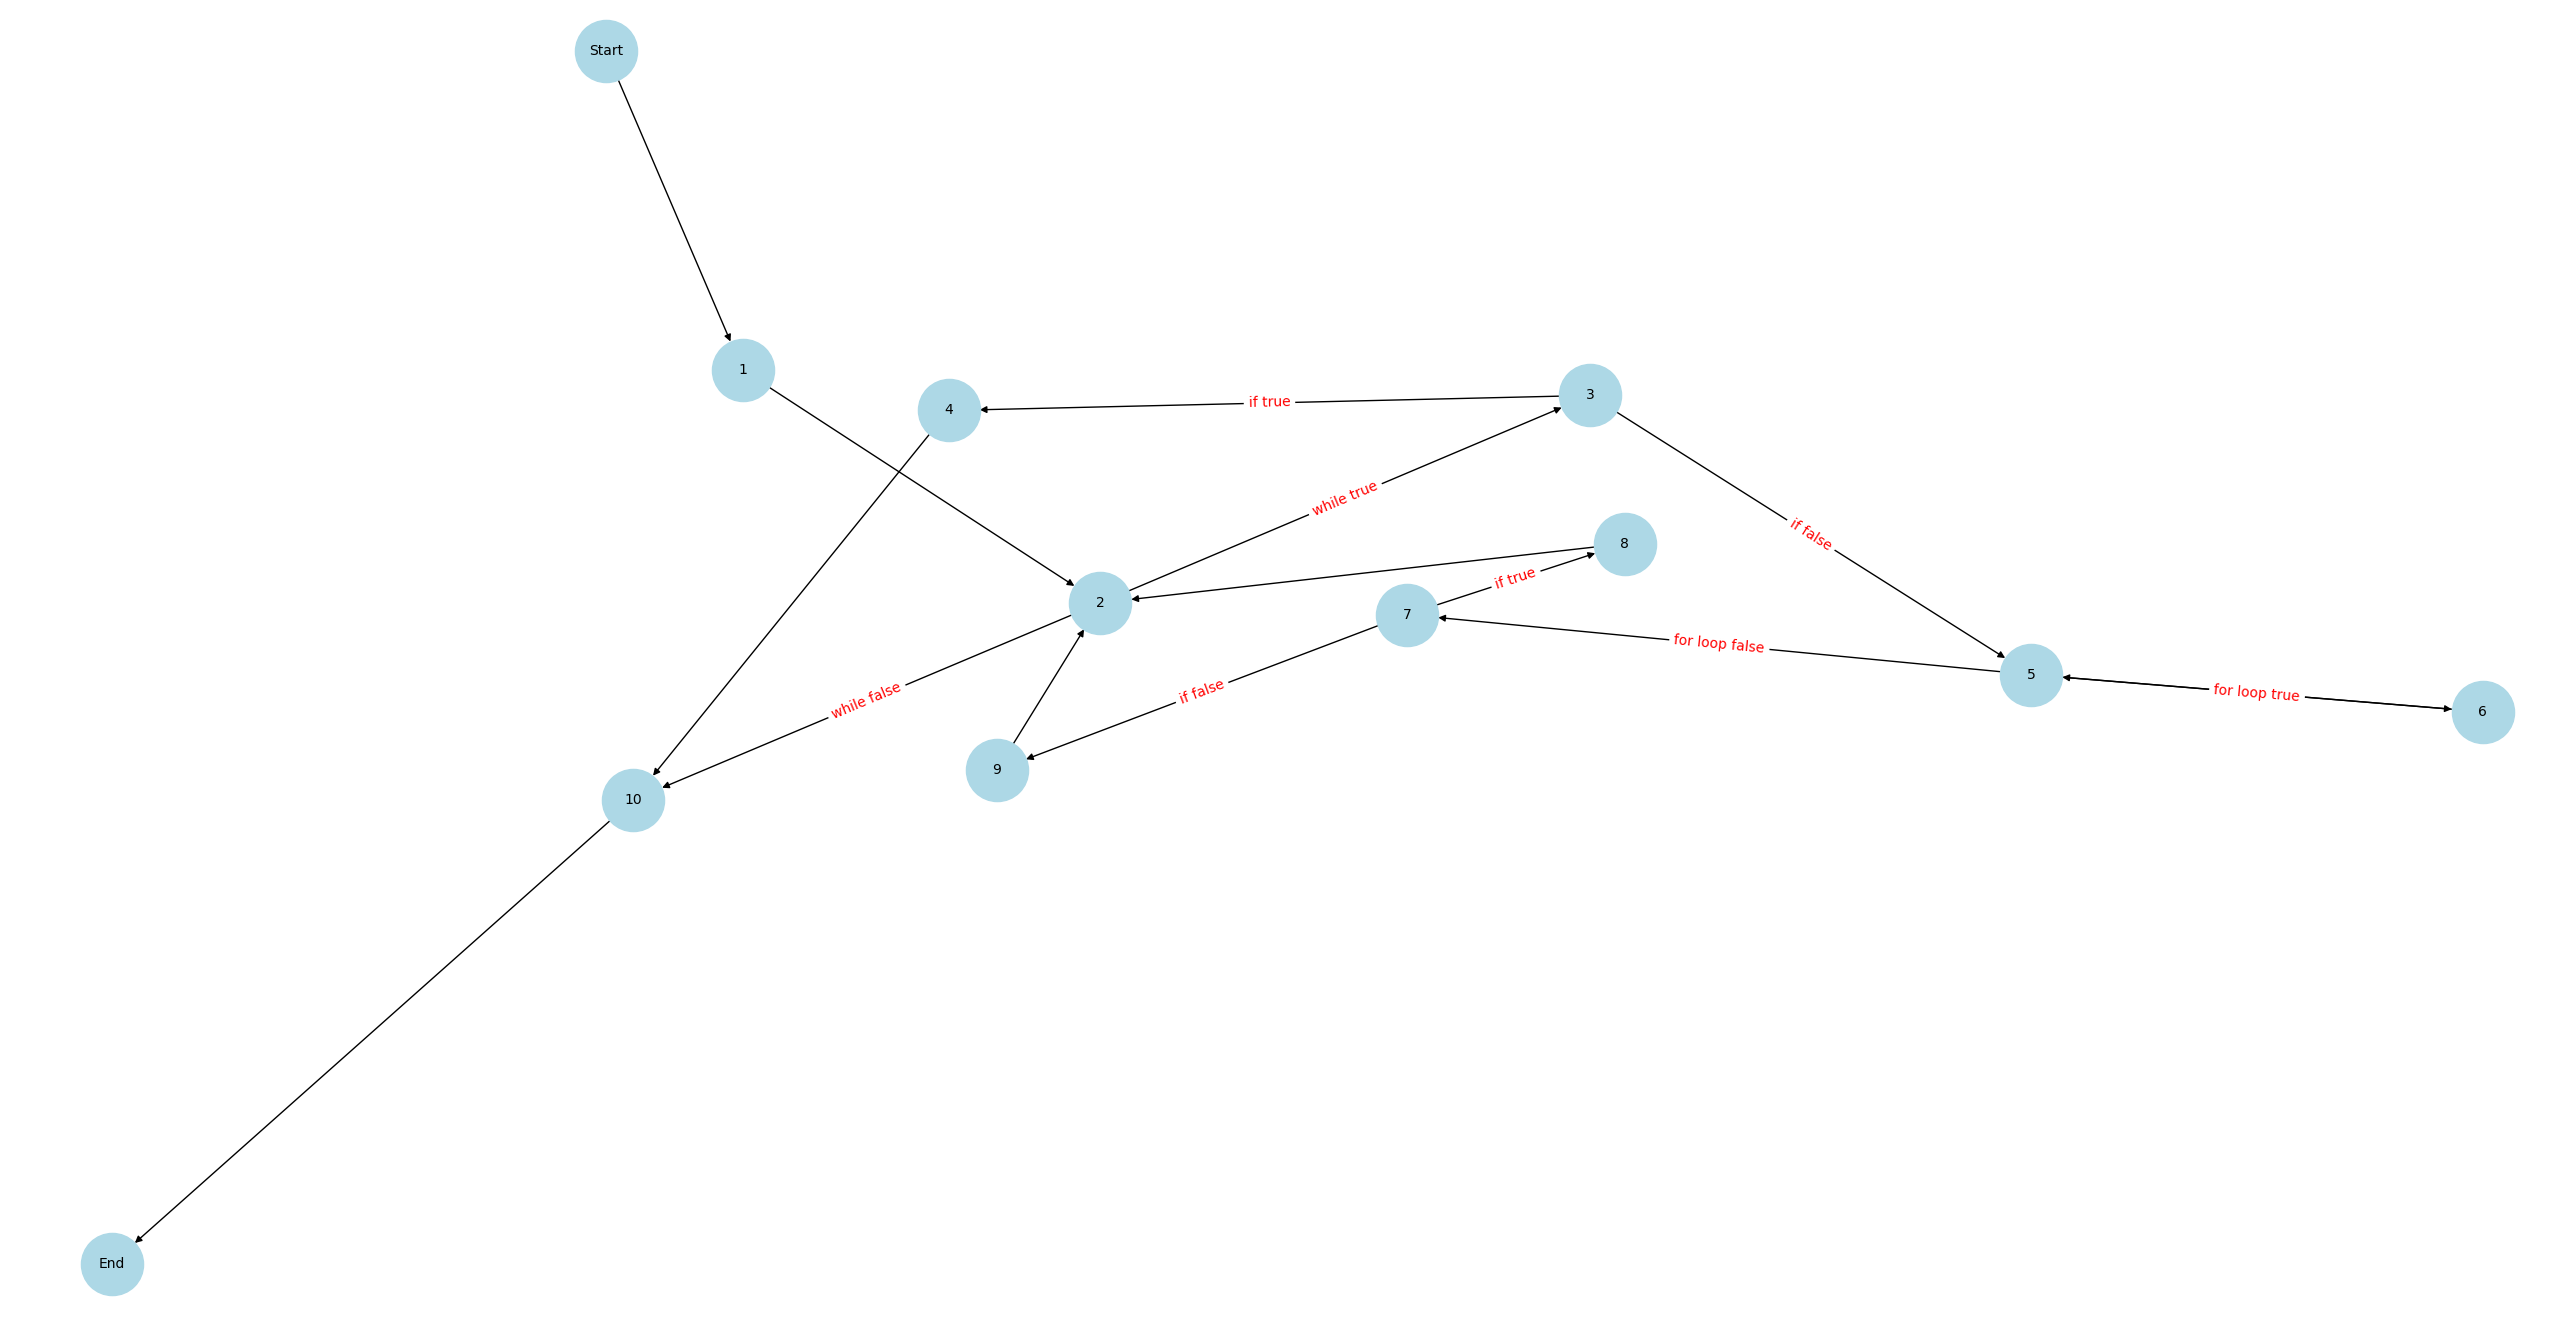 Start
1
3
4
if true
while true
if false
8
if true
2
7
for loop false
5
for loop true
6
if false
while false
9
10
End